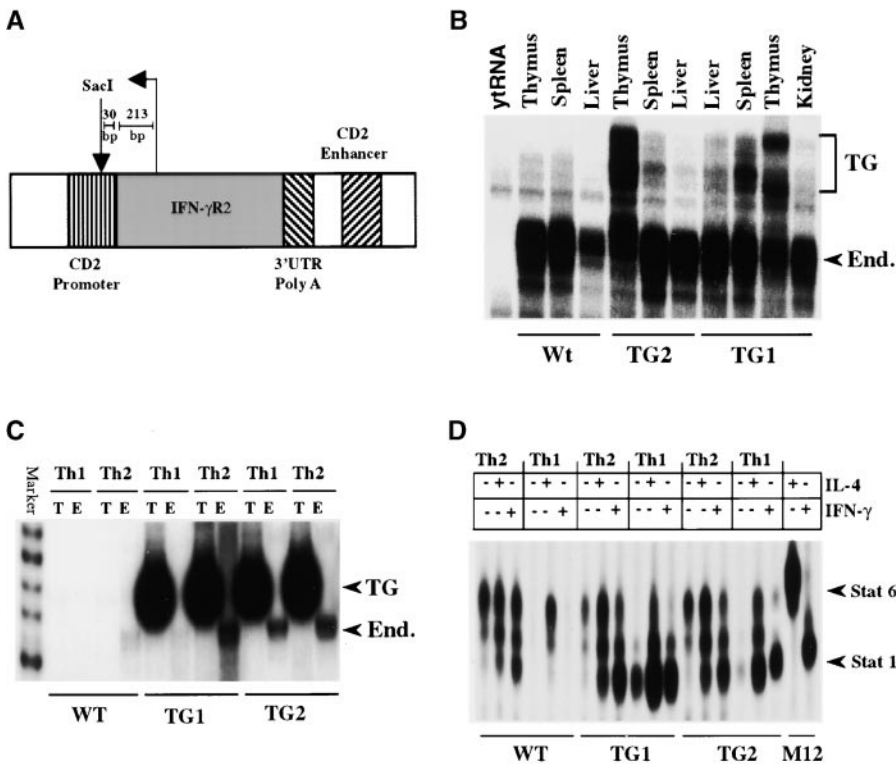 A
SacI
30
bp
213
bp
CD2
Enhancer
IFN-γR2
CD2
Promoter
3'UTR
Poly A
B
ytRNA
Thymus
Spleen
Liver
Thymus
Spleen
Liver
Liver
Spleen
Thymus
Kidney
TG
End.
Wt
TG2
TG1
C
Marker
Th1 Th2 Th1 Th2 Th1 Th2
T E T E T E T E T E T E
TG
End.
WT
TG1
TG2
D
Th2 Th1 Th2 Th1 Th2 Th1
- + - - + - - + - - + - - + - - + - + - IL-4
- - + - - + - - + - - + - - + - - + - + IFN-γ
Stat 6
Stat 1
WT
TG1
TG2
M12